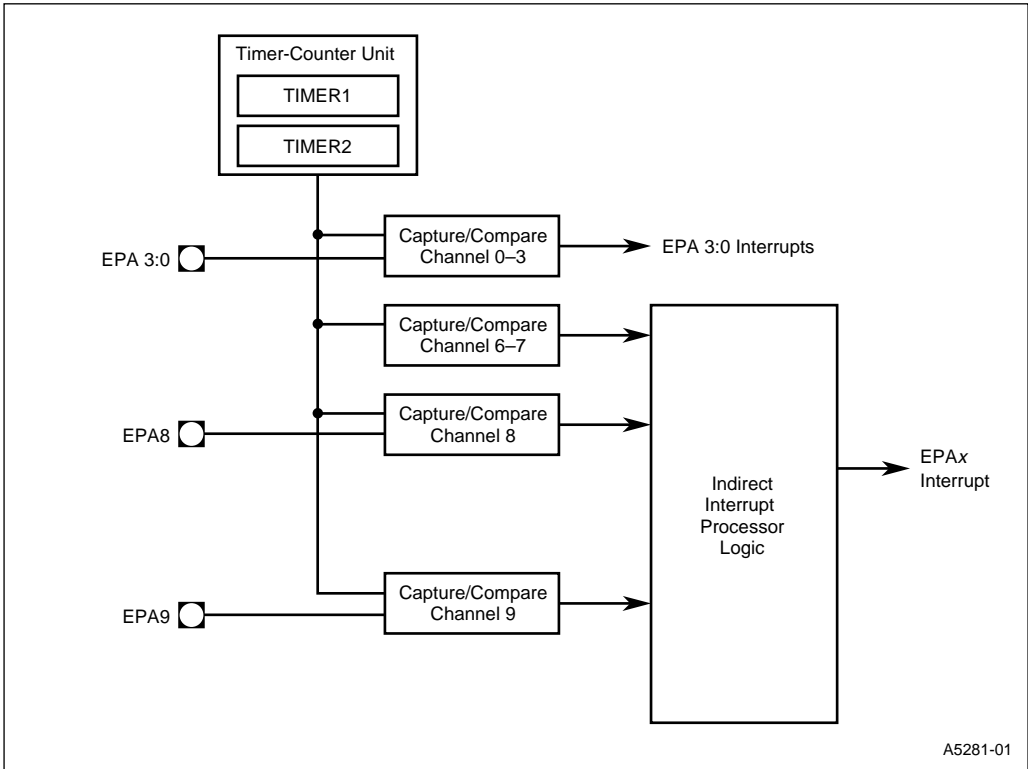 Timer-Counter Unit
TIMER1
TIMER2
EPA 3:0
Capture/Compare
Channel 0–3
EPA 3:0 Interrupts
Capture/Compare
Channel 6–7
EPA8
Capture/Compare
Channel 8
Indirect
Interrupt
Processor
Logic
EPAx
Interrupt
EPA9
Capture/Compare
Channel 9
A5281-01